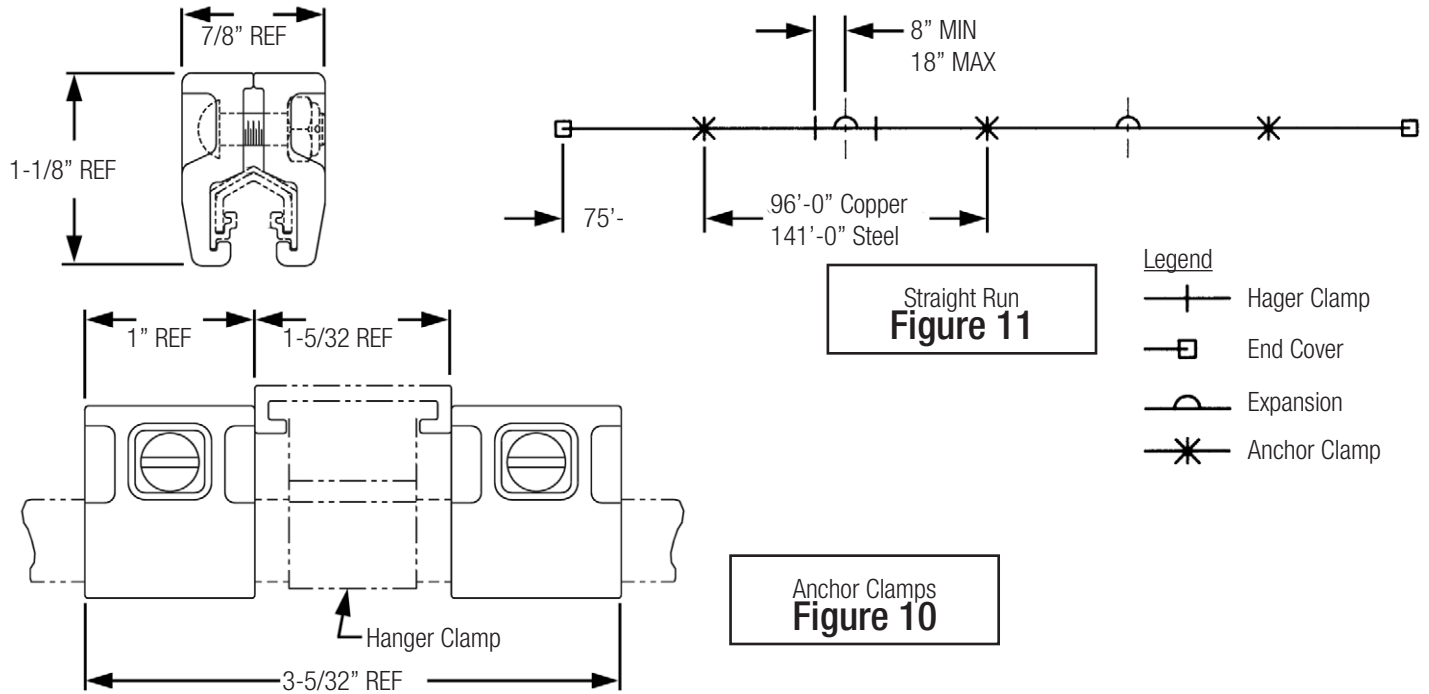 7/8” REF
1-1/8” REF
8” MIN
18” MAX
75’-
96’-0” Copper
141’-0” Steel
Straight Run
Figure 11
Legend
Hager Clamp
End Cover
Expansion
Anchor Clamp
1” REF
1-5/32 REF
Hanger Clamp
3-5/32” REF
Anchor Clamps
Figure 10